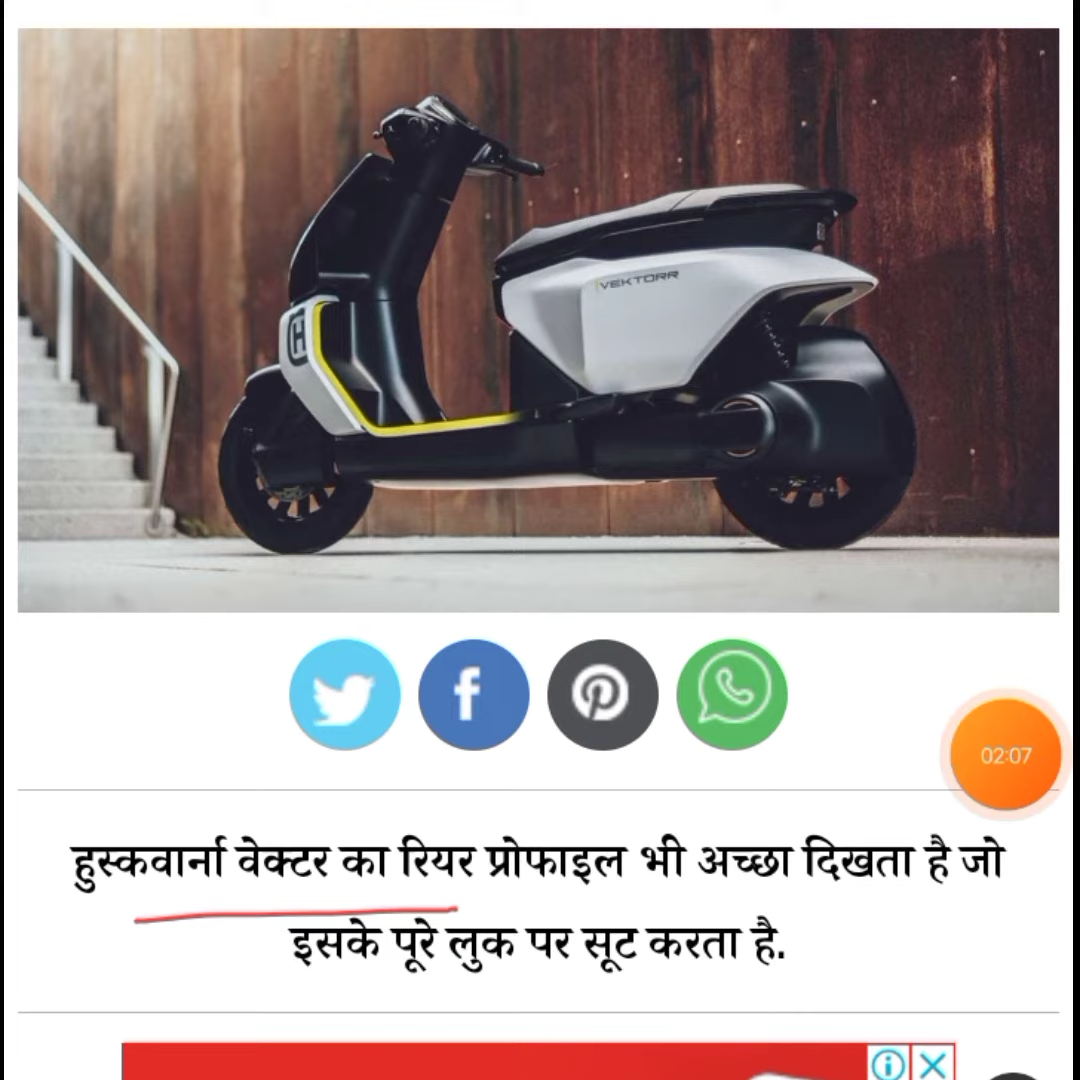 VEKTORR
02:07
हुस्कवार्ना वेक्टर का रियर प्रोफाइल भी अच्छा दिखता है जो
इसके पूरे लुक पर सूट करता है.